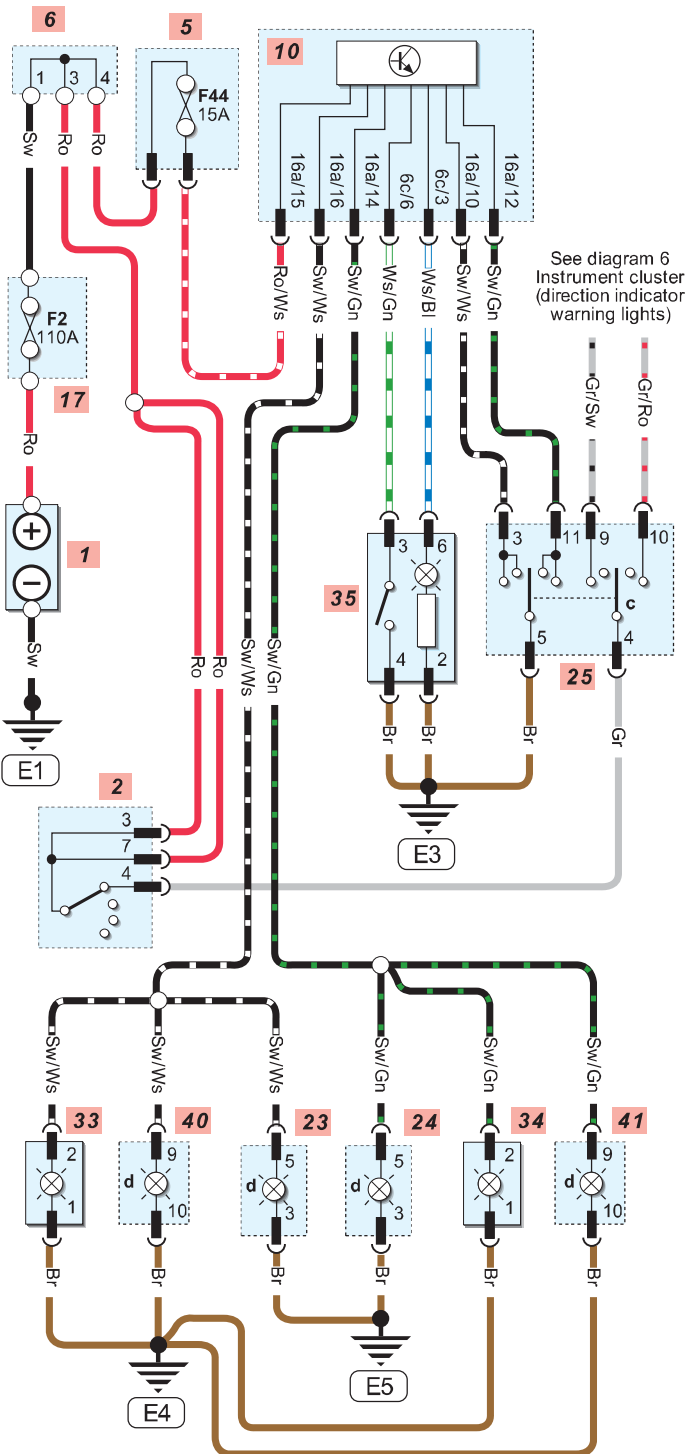 6
5
10
1
3
4
F44
15A
Sw
Ro
Ro
16a/15
16a/16
16a/14
6c/6
6c/3
16a/10
16a/12
See diagram 6
Instrument cluster
(direction indicator
warning lights)
Ro/Ws
Sw/Ws
Sw/Gn
Ws/Gn
Ws/Bl
Sw/Ws
Sw/Gn
F2
110A
17
Gr/Sw
Gr/Ro
Ro
+
−
1
3
6
3
11
9
10
35
c
4
2
5
4
25
Sw
Ro
Ro
Sw/Ws
Sw/Gn
Br
Br
Br
Gr
E1
2
3
7
4
E3
Sw/Ws
Sw/Ws
Sw/Ws
Sw/Gn
Sw/Gn
Sw/Gn
33
40
23
24
34
41
2
9
5
5
2
9
d
d
d
d
1
10
3
3
1
10
Br
Br
Br
Br
Br
Br
E4
E5